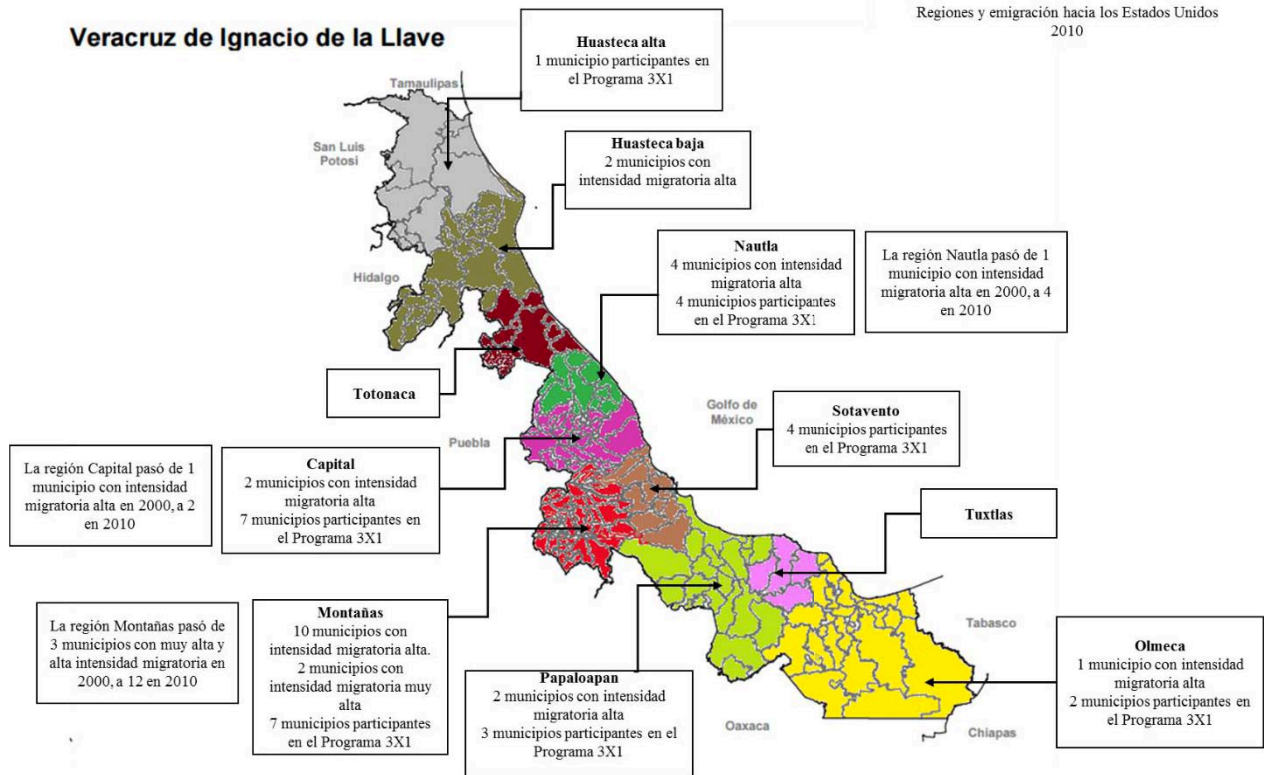 Regiones y emigración hacia los Estados Unidos
2010
Veracruz de Ignacio de la Llave
Huasteca alta
1 municipio participantes en
el Programa 3X1
Tamaulipas
San Luis
Potosí
Huasteca baja
2 municipios con
intensidad migratoria alta
Nautla
4 municipios con intensidad
migratoria alta
4 municipios participantes
en el Programa 3X1
La región Nautla pasó de 1
municipio con intensidad
migratoria alta en 2000, a 4
en 2010
Hidalgo
Totonaca
Golfo de
México
Sotavento
4 municipios participantes
en el Programa 3X1
Puebla
La región Capital pasó de 1
municipio con intensidad
migratoria alta en 2000, a 2
en 2010
Capital
2 municipios con intensidad
migratoria alta
7 municipios participantes en
el Programa 3X1
Tuxtlas
La región Montañas pasó de
3 municipios con muy alta y
alta intensidad migratoria en
2000, a 12 en 2010
Montañas
10 municipios con
intensidad migratoria alta.
2 municipios con
intensidad migratoria muy
alta
7 municipios participantes
en el Programa 3X1
Papaloapan
2 municipios con intensidad
migratoria alta
3 municipios participantes en el
Programa 3X1
Tabasco
Olmeca
1 municipio con intensidad
migratoria alta
2 municipios participantes en
el Programa 3X1
Oaxaca
Chiapas